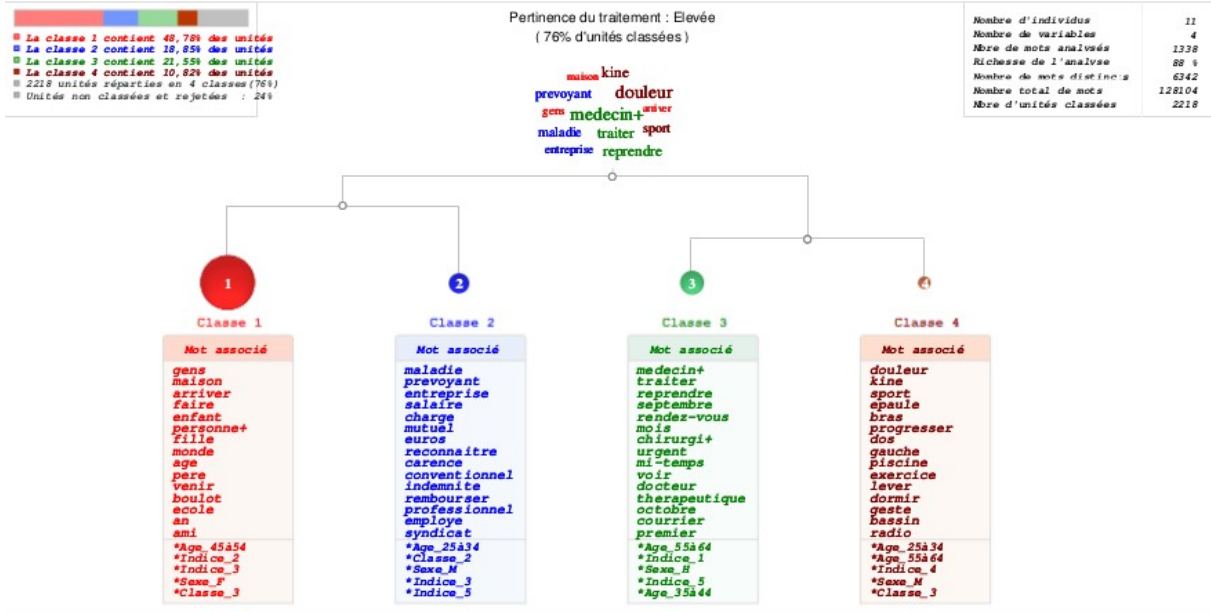 La classe 1 contient 48,78% des unités
La classe 2 contient 18,85% des unités
La classe 3 contient 21,55% des unités
La classe 4 contient 10,82% des unités
2218 unités réparties en 4 classes(76%)
Unités non classées et rejetées : 24%
Pertinence du traitement : Elevée
( 76% d'unités classées )
Nombre d'individus 11
Nombre de variables 4
Nbre de mots analysés 1338
Richesse de l'analyse 88 %
Nombre de mots distincts 6342
Nombre total de mots 128104
Nbre d'unités classées 2218
maison kine
prevoyant douleur
gens medecin+ arriver
maladie traiter sport
entreprise reprendre
1
2
3
4
Classe 1
Mot associé
gens
maison
arriver
faire
enfant
personne+
fille
monde
age
pere
venir
boulot
ecole
an
ami
*Age_45à54
*Indice_2
*Indice_3
*Sexe_F
*Classe_3
Classe 2
Mot associé
maladie
prevoyant
entreprise
salaire
charge
mutuel
euros
reconnaitre
carence
conventionnel
indemnite
rembourser
professionnel
employe
syndicat
*Age_25à34
*Classe_2
*Sexe_M
*Indice_3
*Indice_5
Classe 3
Mot associé
medecin+
traiter
reprendre
septembre
rendez-vous
mois
chirurgi+
urgent
mi-temps
voir
docteur
therapeutique
octobre
courrier
premier
*Age_55à64
*Indice_1
*Sexe_H
*Indice_5
*Age_35à44
Classe 4
Mot associé
douleur
kine
sport
epaule
bras
progresser
dos
gauche
piscine
exercice
lever
dormir
geste
bassin
radio
*Age_25à34
*Age_55à64
*Indice_4
*Sexe_M
*Classe_3